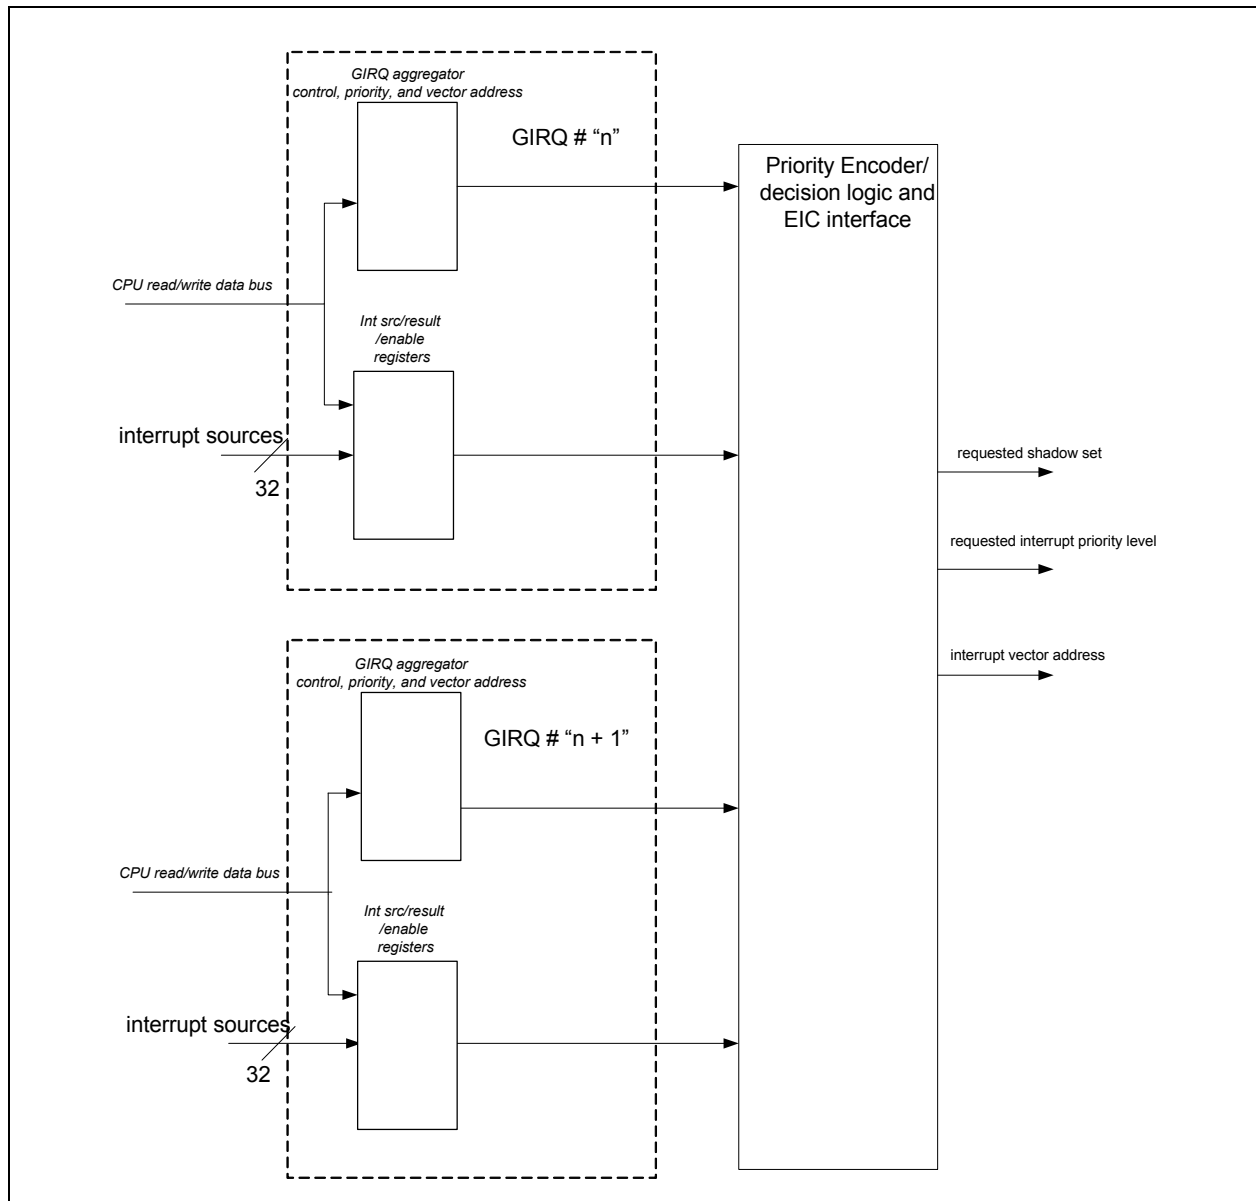 GIRQ aggregator
control, priority, and vector address
GIRQ # “n”
Priority Encoder/
decision logic and
EIC interface
CPU read/write data bus
Int src/result
/enable
registers
interrupt sources
32
requested shadow set
requested interrupt priority level
interrupt vector address
GIRQ aggregator
control, priority, and vector address
GIRQ # “n + 1”
CPU read/write data bus
Int src/result
/enable
registers
interrupt sources
32